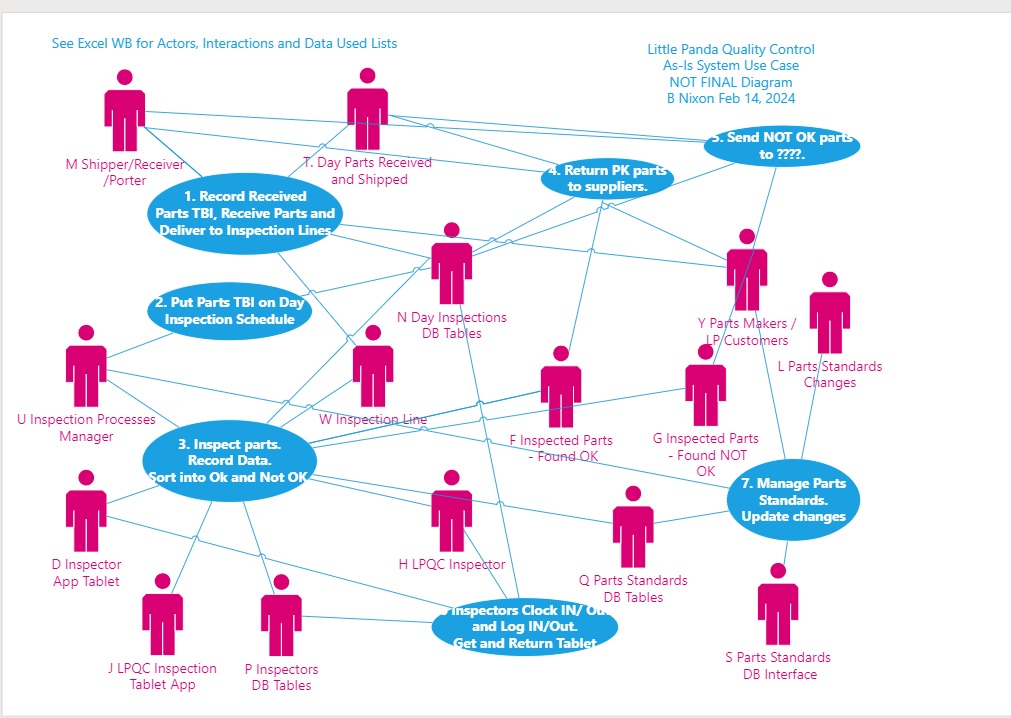 See Excel WB for Actors, Interactions and Data Used Lists
Little Panda Quality Control
As-Is System Use Case
NOT FINAL Diagram
B Nixon Feb 14, 2024
M Shipper/Receiver
/Porter
T. Day Parts Received
and Shipped
5. Send NOT OK parts
to ????.
4. Return PK parts
to suppliers.
1. Record Received
Parts TBI, Receive Parts and
Deliver to Inspection Lines
2. Put Parts TBI on Day
Inspection Schedule
N Day Inspections
DB Tables
Y Parts Makers /
LP Customers
L Parts Standards
Changes
U Inspection Processes
Manager
W Inspection Line
F Inspected Parts
- Found OK
G Inspected Parts
- Found NOT
OK
3. Inspect parts.
Record Data.
Sort into Ok and Not OK
7. Manage Parts
Standards.
Update changes
D Inspector
App Tablet
H LPQC Inspector
Q Parts Standards
DB Tables
Inspectors Clock IN/ Out
and Log IN/Out.
Get and Return Tablet
J LPQC Inspection
Tablet App
P Inspectors
DB Tables
S Parts Standards
DB Interface